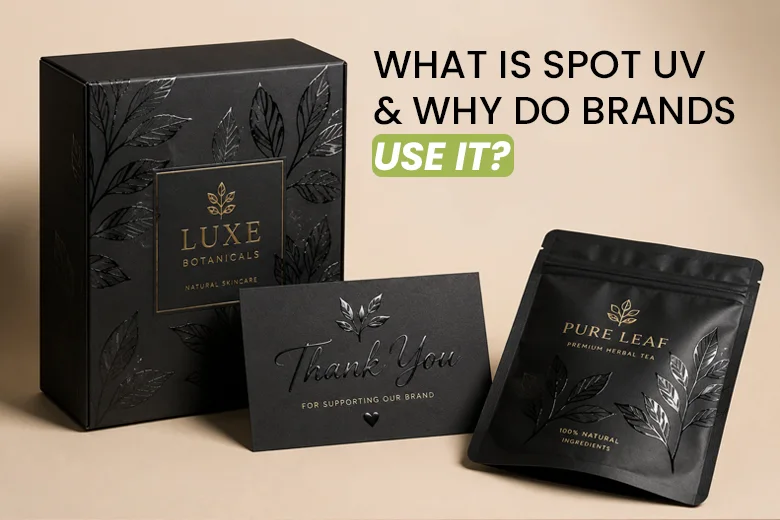 WHAT IS SPOT UV
& WHY DO BRANDS
USE IT?
LUXE
BOTANICALS
NATURAL SKINCARE
Thank You
FOR SUPPORTING OUR BRAND
PURE LEAF
PREMIUM HERBAL TEA
100% NATURAL
INGREDIENTS